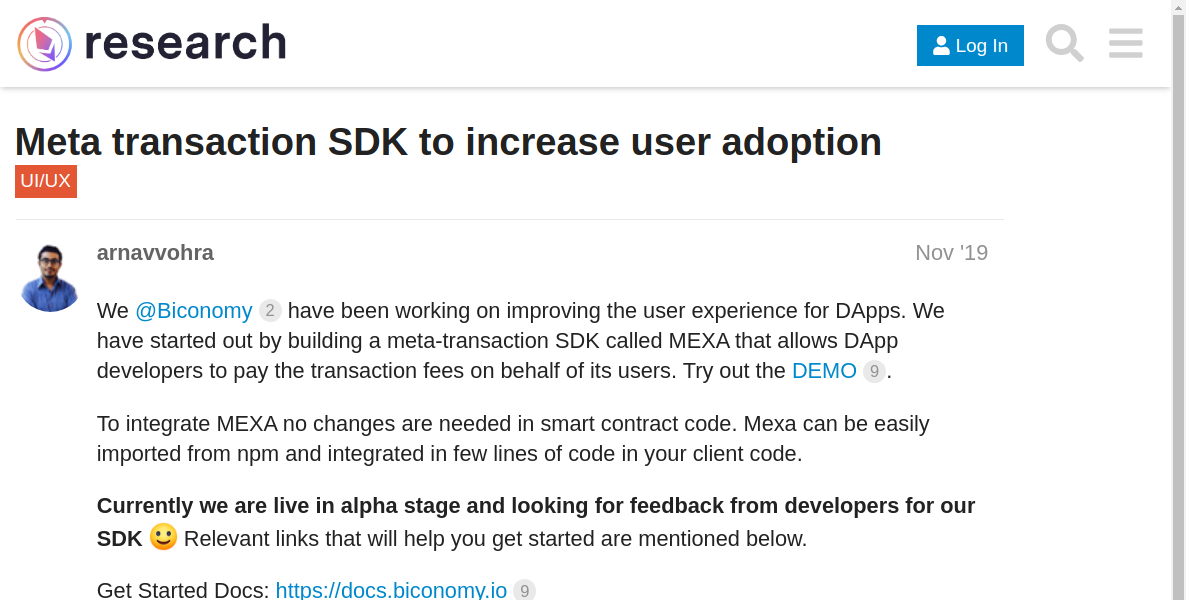 research
Log In
Meta transaction SDK to increase user adoption
UI/UX
arnavvohra
Nov '19
We @Biconomy 2 have been working on improving the user experience for DApps. We
have started out by building a meta-transaction SDK called MEXA that allows DApp
developers to pay the transaction fees on behalf of its users. Try out the DEMO 9.
To integrate MEXA no changes are needed in smart contract code. Mexa can be easily
imported from npm and integrated in few lines of code in your client code.
Currently we are live in alpha stage and looking for feedback from developers for our
SDK 🙂 Relevant links that will help you get started are mentioned below.
Get Started Docs: https://docs.biconomy.io 9